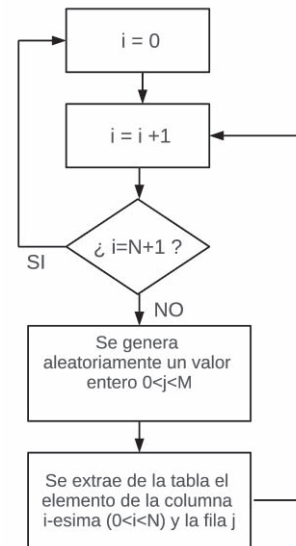 i = 0
i = i +1
¿ i=N+1 ?
SI
NO
Se genera
aleatoriamente un valor
entero 0<j<M
Se extrae de la tabla el
elemento de la columna
i-esima (0<i<N) y la fila j